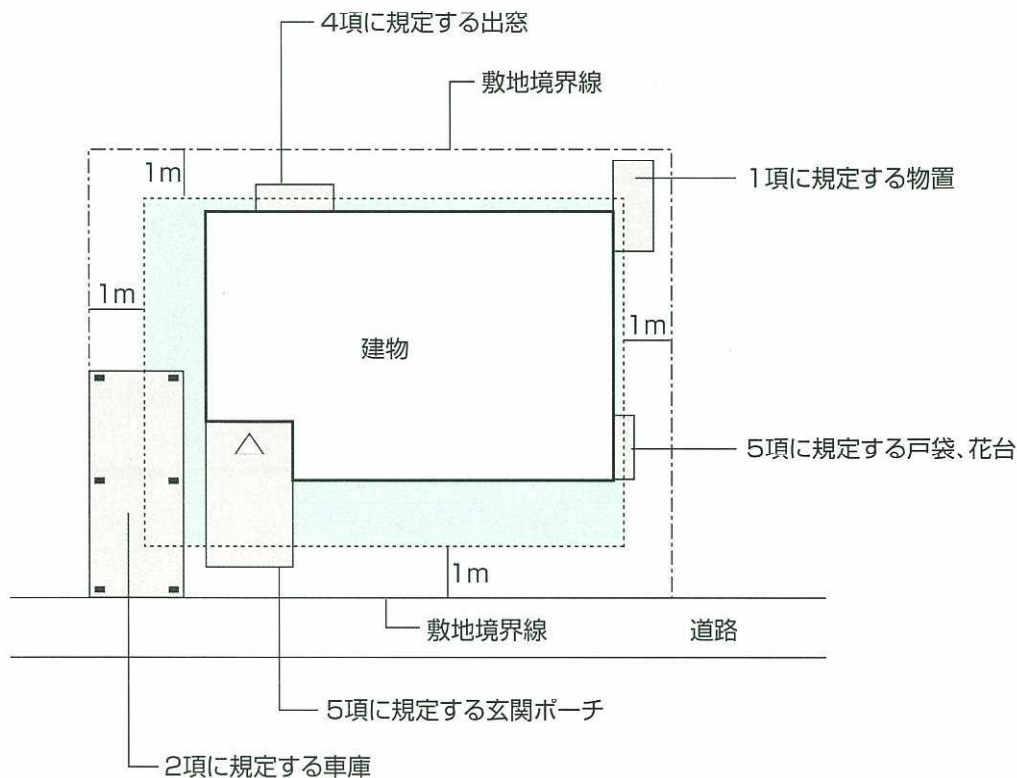 4項に規定する出窓
敷地境界線
1m
1項に規定する物置
1m
1m
建物
5項に規定する戸袋、花台
1m
敷地境界線
道路
5項に規定する玄関ポーチ
2項に規定する車庫